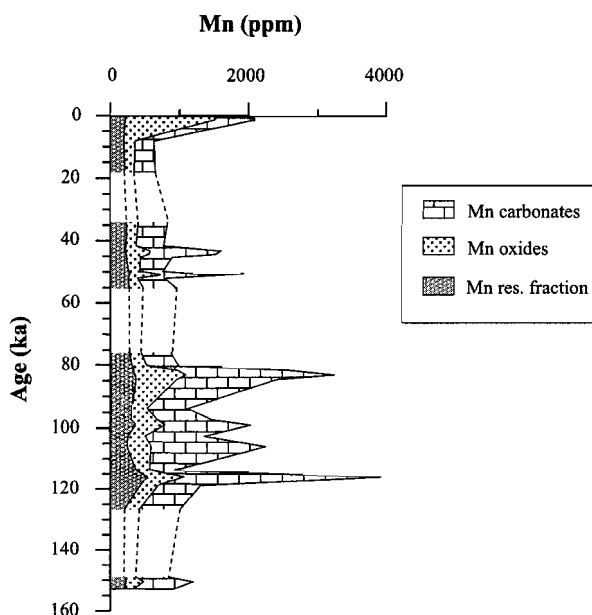 Mn (ppm)
0 2000 4000
0
20
40
60
80
100
120
140
160
Age (ka)
Mn carbonates
Mn oxides
Mn res. fraction